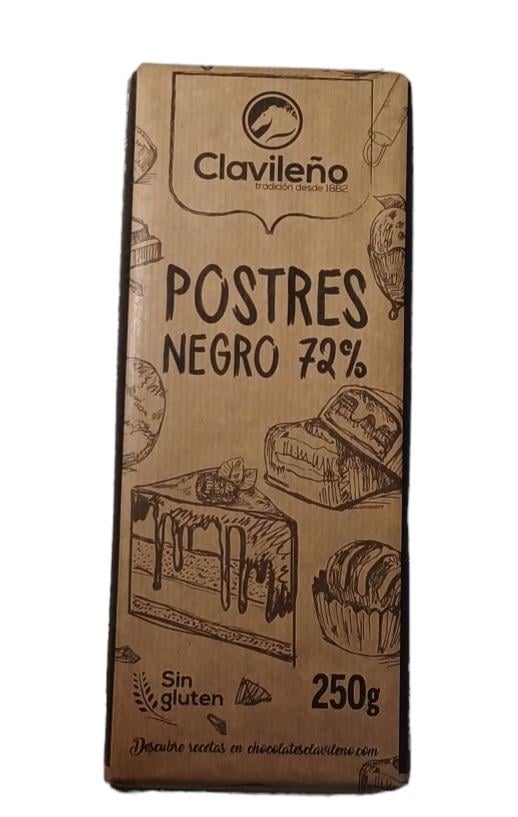 Clavileño
tradición desde 1882
POSTRES
NEGRO 72%
Sin
gluten
250g
Descubre recetas en chocolatesclavileno.com